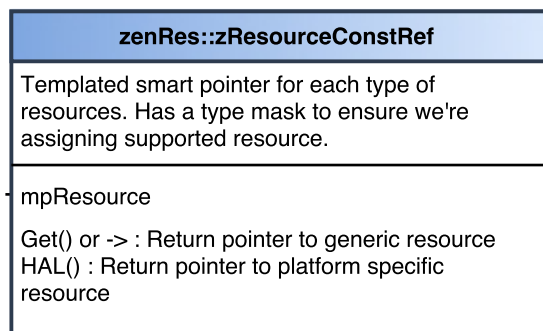 zenRes::zResourceConstRef
Templated smart pointer for each type of
resources. Has a type mask to ensure we're
assigning supported resource.
mpResource
Get() or -> : Return pointer to generic resource
HAL() : Return pointer to platform specific
resource